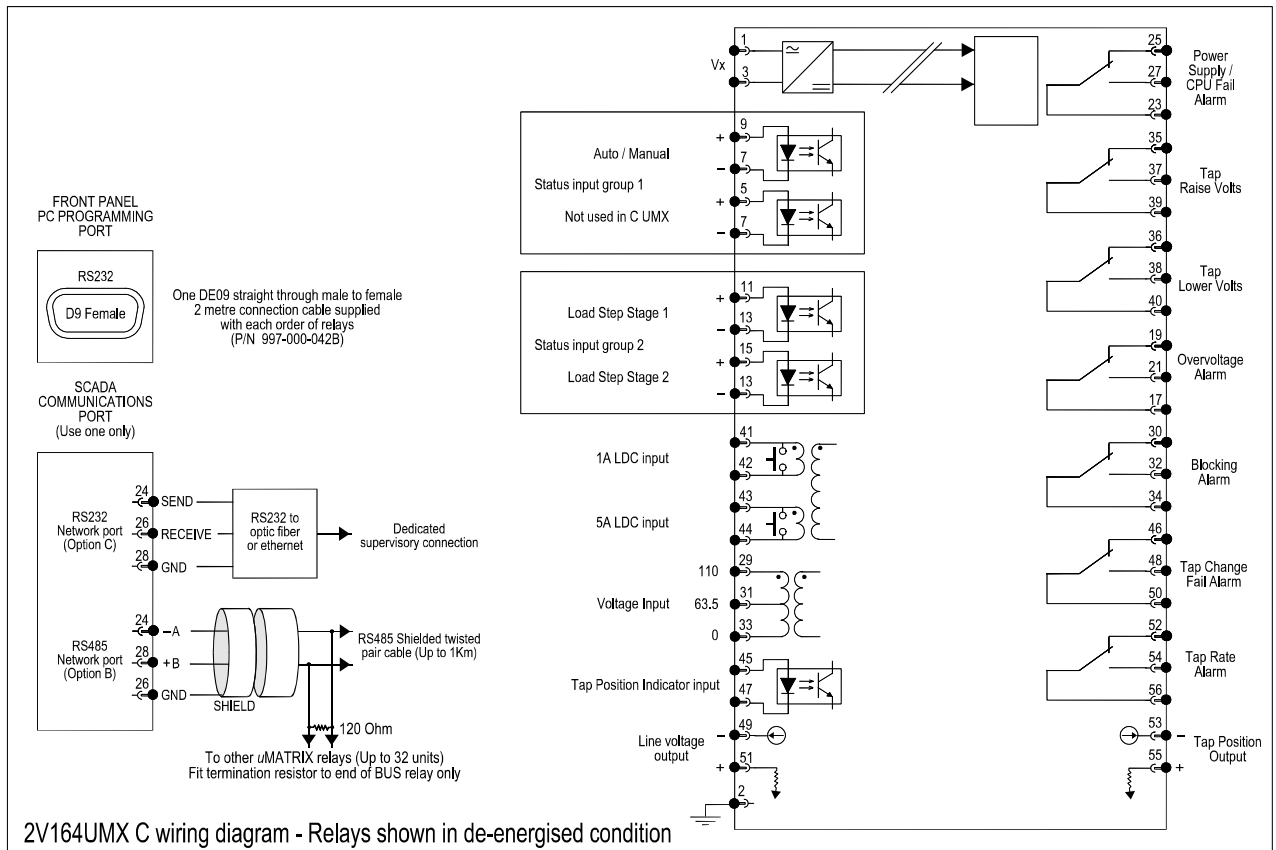 FRONT PANEL
PC PROGRAMMING
PORT
RS232
D9 Female
One DE09 straight through male to female
2 metre connection cable supplied
with each order of relays
(P/N 997-000-042B)
SCADA
COMMUNICATIONS
PORT
(Use one only)
RS232
Network port
(Option C)
24
SEND
26
RECEIVE
28
GND
RS232 to
optic fiber
or ethernet
Dedicated
supervisory connection
RS485
Network port
(Option B)
24
–A
28
+B
26
GND
SHIELD
RS485 Shielded twisted
pair cable (Up to 1Km)
120 Ohm
To other uMATRIX relays (Up to 32 units)
Fit termination resistor to end of BUS relay only
Vx
1
3
Auto / Manual
+ 9
– 7
Status input group 1
+ 5
Not used in C UMX
– 7
Load Step Stage 1
+ 11
– 13
Status input group 2
+ 15
Load Step Stage 2
– 13
1A LDC input
41
42
5A LDC input
43
44
Voltage Input
110 29
63.5 31
0 33
Tap Position Indicator input
45
47
Line voltage
output
– 49
+ 51
2
25
27
23
Power
Supply /
CPU Fail
Alarm
35
37
39
Tap
Raise Volts
36
38
40
Tap
Lower Volts
19
21
17
Overvoltage
Alarm
30
32
34
Blocking
Alarm
46
48
50
Tap Change
Fail Alarm
52
54
56
Tap Rate
Alarm
53 –
55 +
Tap Position
Output
2V164UMX C wiring diagram - Relays shown in de-energised condition